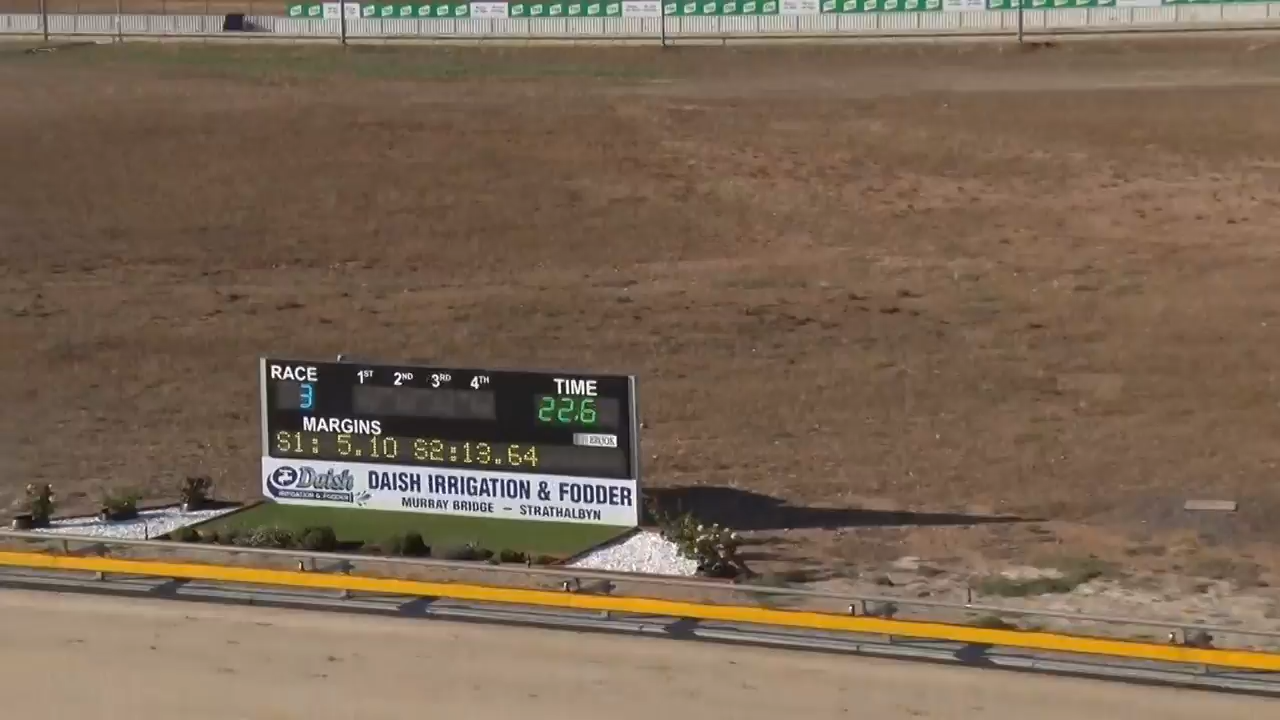 RACE 1ST 2ND 3RD 4TH TIME
3 22.6
MARGINS
S1: 5.10 S2:13.64
Daish DAISH IRRIGATION & FODDER
IRRIGATION & FODDER MURRAY BRIDGE – STRATHALBYN